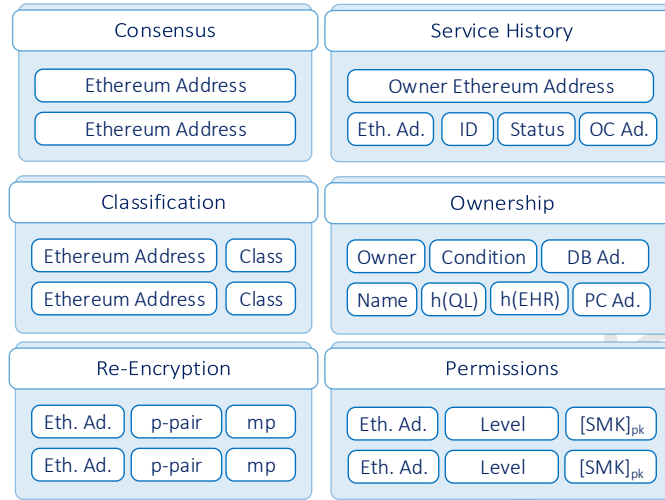 Consensus
Ethereum Address
Ethereum Address
Service History
Owner Ethereum Address
Eth. Ad. ID Status OC Ad.
Classification
Ethereum Address Class
Ethereum Address Class
Ownership
Owner Condition DB Ad.
Name h(QL) h(EHR) PC Ad.
Re-Encryption
Eth. Ad. p-pair mp
Eth. Ad. p-pair mp
Permissions
Eth. Ad. Level [SMK]pk
Eth. Ad. Level [SMK]pk